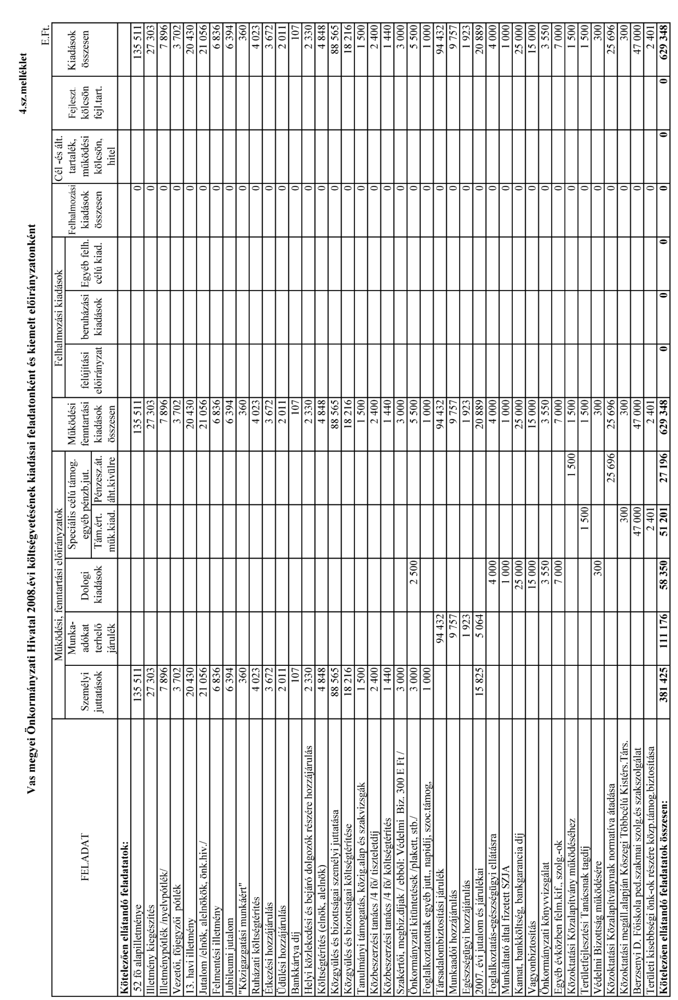 4.sz.melléklet
Vas megyei Önkormányzati Hivatal 2008.évi költségvetésének kiadásai feladatonként és kiemelt előirányzatonként
E.Ft.
FELADAT
Működési, fenntartási előirányzatok
Felhalmozási kiadások
Személyi juttatások
Munka-adókat terhelő járulék
Dologi kiadások
Speciális célú támog. egyéb pénzb.jut.
Tám.ért. műk.kiad.
Pénzesz.át. áht.kivülre
Működési fenntartási kiadások összesen
felújítási előirányzat
beruházási kiadások
Egyéb felh. célú kiad.
Felhalmozási kiadások összesen
Cél -és ált. tartalék, működési kölcsön, hitel
Fejleszt. kölcsön fejl.tart.
Kiadások összesen
Kötelezően ellátandó feladatatok:
52 fő alapilletménye 135 511 135 511 0 135 511
Illetmény kiegészítés 27 303 27 303 0 27 303
Illetménypótlék /nyelvpótlék/ 7 896 7 896 0 7 896
Vezetői, főjegyzői pótlék 3 702 3 702 0 3 702
13. havi illetmény 20 430 20 430 0 20 430
Jutalom /elnök, alelnökök, önk.hiv./ 21 056 21 056 0 21 056
Felmentési illetmény 6 836 6 836 0 6 836
Jubileumi jutalom 6 394 6 394 0 6 394
"Közigazgatási munkáért" 360 360 0 360
Ruházati költségtérítés 4 023 4 023 0 4 023
Étkezési hozzájárulás 3 672 3 672 0 3 672
Üdülési hozzájárulás 2 011 2 011 0 2 011
Bankkártya díj 107 107 0 107
Helyi közlekedési és bejáró dolgozók részére hozzájárulás 2 330 2 330 0 2 330
Költségtérítés (elnök, alelnök) 4 848 4 848 0 4 848
Közgyűlés és bizottságai személyi juttatása 88 565 88 565 0 88 565
Közgyűlés és bizottságai költségtérítése 18 216 18 216 0 18 216
Tanulmányi támogatás, közig.alap és szakvizsgák 1 500 1 500 0 1 500
Közbeszerzési tanács /4 fő/ tiszteletdíj 2 400 2 400 0 2 400
Közbeszerzési tanács /4 fő/ költségtérítés 1 440 1 440 0 1 440
Szakértői, megbiz.díjak / ebből: Védelmi Biz. 300 E Ft / 3 000 3 000 0 3 000
Önkormányzati kitüntetések /plakett, stb./ 3 000 2 500 5 500 0 5 500
Foglalkoztatottak egyéb jutt., napidíj, szoc.támog, 1 000 1 000 0 1 000
Társadalombiztosítási járulék 94 432 94 432 0 94 432
Munkaadói hozzájárulás 9 757 9 757 0 9 757
Egészségügyi hozzájárulás 1 923 1 923 0 1 923
2007. évi jutalom és járulékai 15 825 5 064 20 889 0 20 889
Foglalkoztatás-egészségügyi ellátásra 4 000 4 000 0 4 000
Munkáltató által fizetett SZJA 1 000 1 000 0 1 000
Kamat, bankköltség, bankgarancia díj 25 000 25 000 0 25 000
Vagyonbiztosítás 15 000 15 000 0 15 000
Önkormányzati könyvvizsgálat 3 550 3 550 0 3 550
Egyéb évközben felm.kif., szolg.-ok 7 000 7 000 0 7 000
Közoktatási Közalapítvány működéséhez 1 500 1 500 0 1 500
Területfejlesztési Tanácsnak tagdíj 1 500 1 500 0 1 500
Védelmi Bizottság működésére 300 300 0 300
Közoktatási Közalapítványnak normatíva átadása 25 696 25 696 0 25 696
Közoktatási megáll.alapján Kőszegi Többcélú Kistérs.Társ. 300 300 0 300
Berzsenyi D. Főiskola ped.szakmai szolg.és szakszolgálat 47 000 47 000 0 47 000
Területi kisebbségi önk-ok részére közp.támog.biztosítása 2 401 2 401 0 2 401
Kötelezően ellátandó feladatatok összesen: 381 425 111 176 58 350 51 201 27 196 629 348 0 0 0 0 0 0 629 348